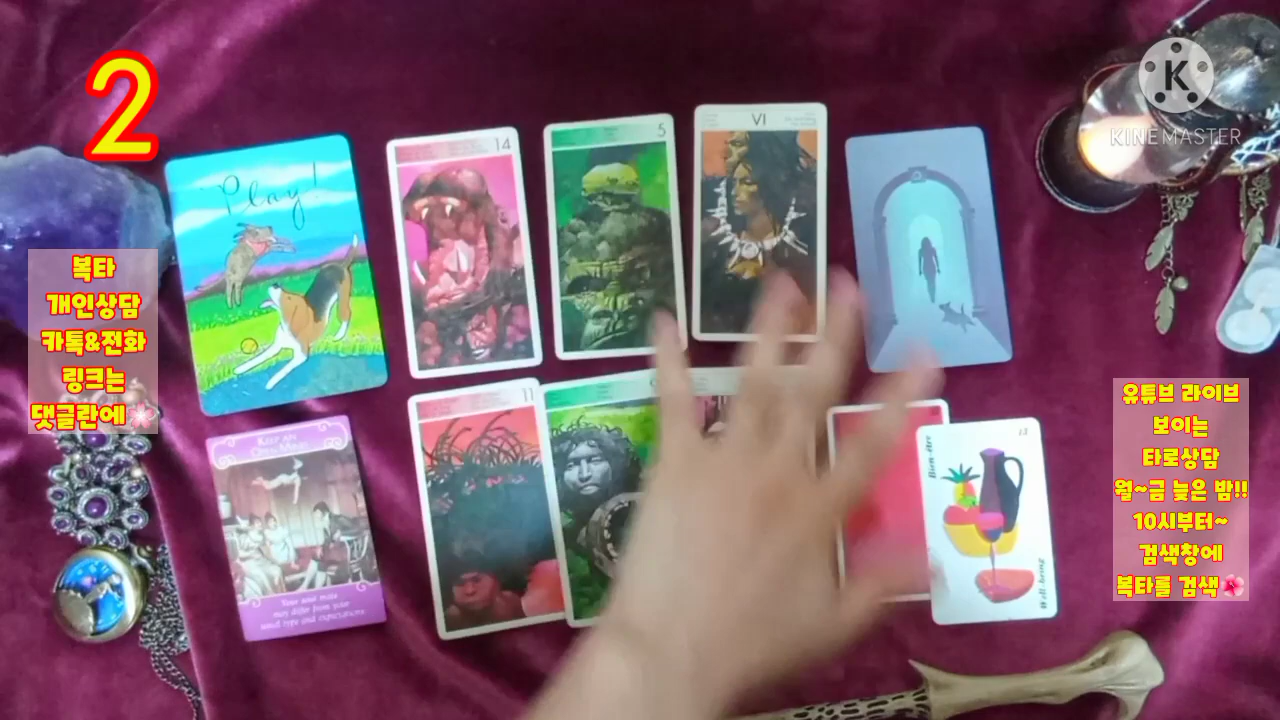 2
복타
개인상담
카톡&전화
링크는
댓글란에
유튜브 라이브
보이는
타로상담
월~금 늦은 밤!!
10시부터~
검색창에
복타를 검색
K
KINEMASTER
Play!
14
5
VI
KEEP AN
OPEN MIND
Your soul mate
may differ from your
usual type and expectations
11
13
Bien-être
Well-being